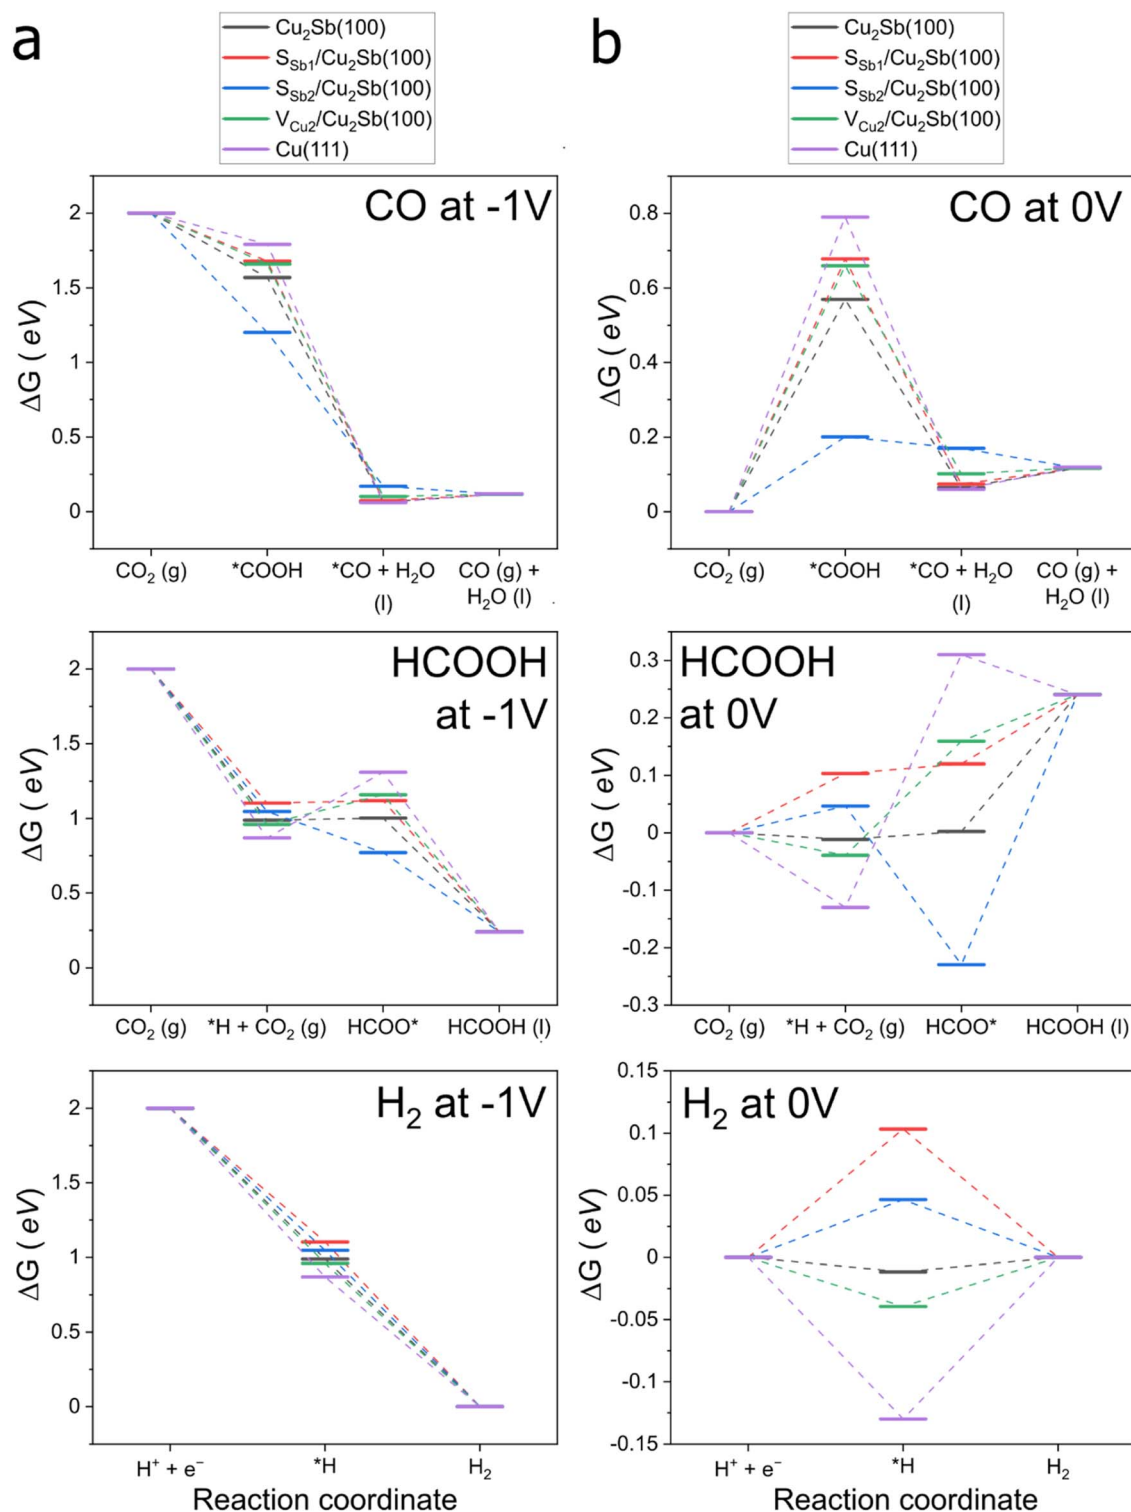 a
Cu₂Sb(100)
S_Sb1/Cu₂Sb(100)
S_Sb2/Cu₂Sb(100)
V_Cu2/Cu₂Sb(100)
Cu(111)
CO at -1V
ΔG ( eV)
2
1.5
1
0.5
0
CO₂ (g)
*COOH
*CO + H₂O
(l)
CO (g) +
H₂O (l)
HCOOH
at -1V
ΔG ( eV)
2
1.5
1
0.5
0
CO₂ (g)
*H + CO₂ (g)
HCOO*
HCOOH (l)
H₂ at -1V
ΔG ( eV)
2
1.5
1
0.5
0
H⁺ + e⁻
*H
H₂
Reaction coordinate
b
Cu₂Sb(100)
S_Sb1/Cu₂Sb(100)
S_Sb2/Cu₂Sb(100)
V_Cu2/Cu₂Sb(100)
Cu(111)
CO at 0V
ΔG ( eV)
0.8
0.6
0.4
0.2
0
CO₂ (g)
*COOH
*CO + H₂O
(l)
CO (g) +
H₂O (l)
HCOOH
at 0V
ΔG ( eV)
0.3
0.2
0.1
0
-0.1
-0.2
-0.3
CO₂ (g)
*H + CO₂ (g)
HCOO*
HCOOH (l)
H₂ at 0V
ΔG ( eV)
0.15
0.1
0.05
0
-0.05
-0.1
-0.15
H⁺ + e⁻
*H
H₂
Reaction coordinate